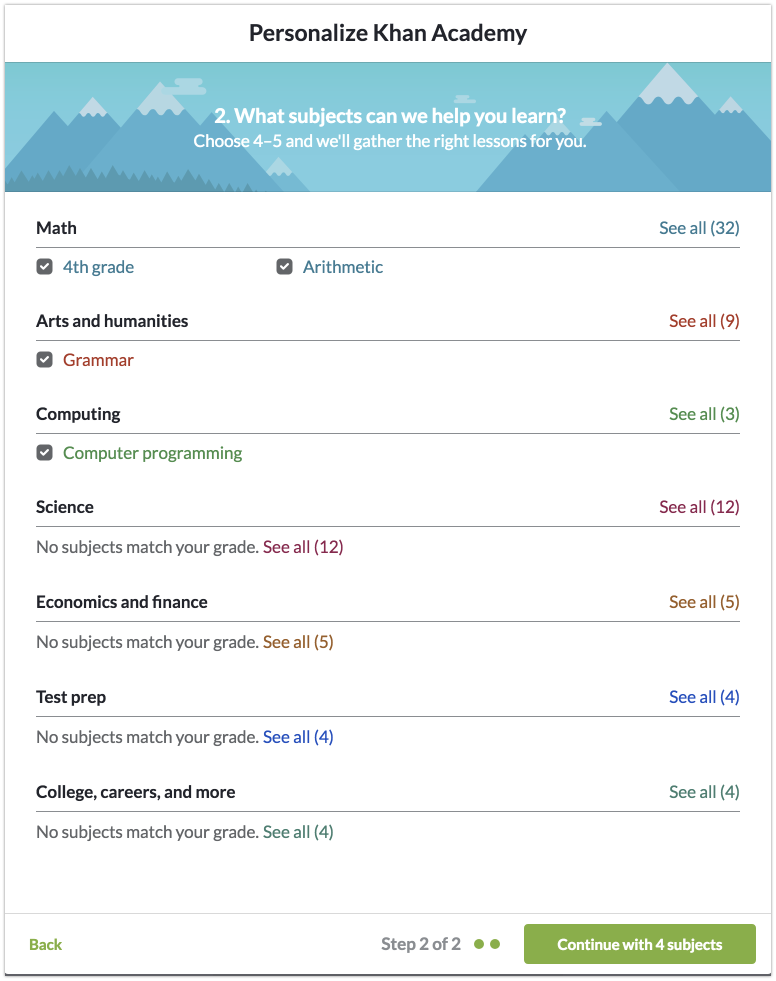 Personalize Khan Academy
2. What subjects can we help you learn?
Choose 4–5 and we'll gather the right lessons for you.
Math See all (32)
4th grade Arithmetic
Arts and humanities See all (9)
Grammar
Computing See all (3)
Computer programming
Science See all (12)
No subjects match your grade. See all (12)
Economics and finance See all (5)
No subjects match your grade. See all (5)
Test prep See all (4)
No subjects match your grade. See all (4)
College, careers, and more See all (4)
No subjects match your grade. See all (4)
Back Step 2 of 2 Continue with 4 subjects